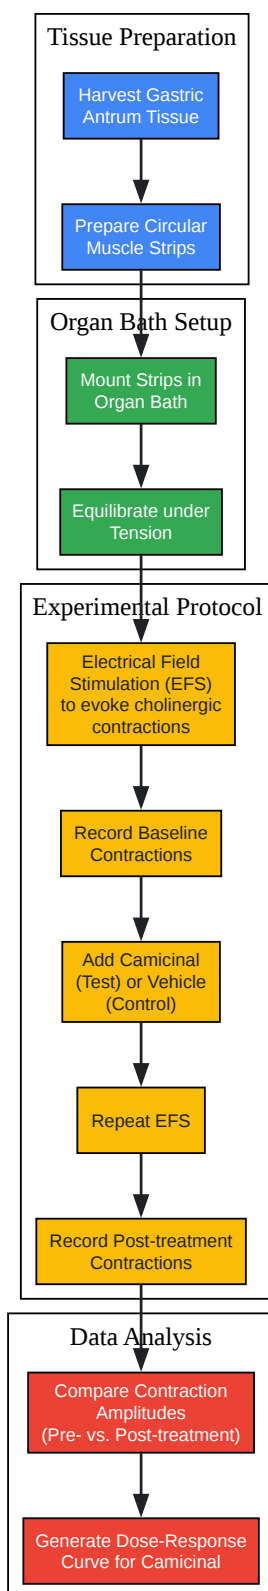 Tissue Preparation
Harvest Gastric
Antrum Tissue
Prepare Circular
Muscle Strips
Organ Bath Setup
Mount Strips in
Organ Bath
Equilibrate under
Tension
Experimental Protocol
Electrical Field
Stimulation (EFS)
to evoke cholinergic
contractions
Record Baseline
Contractions
Add Camicinal
(Test) or Vehicle
(Control)
Repeat EFS
Record Post-treatment
Contractions
Data Analysis
Compare Contraction
Amplitudes
(Pre- vs. Post-treatment)
Generate Dose-Response
Curve for Camicinal